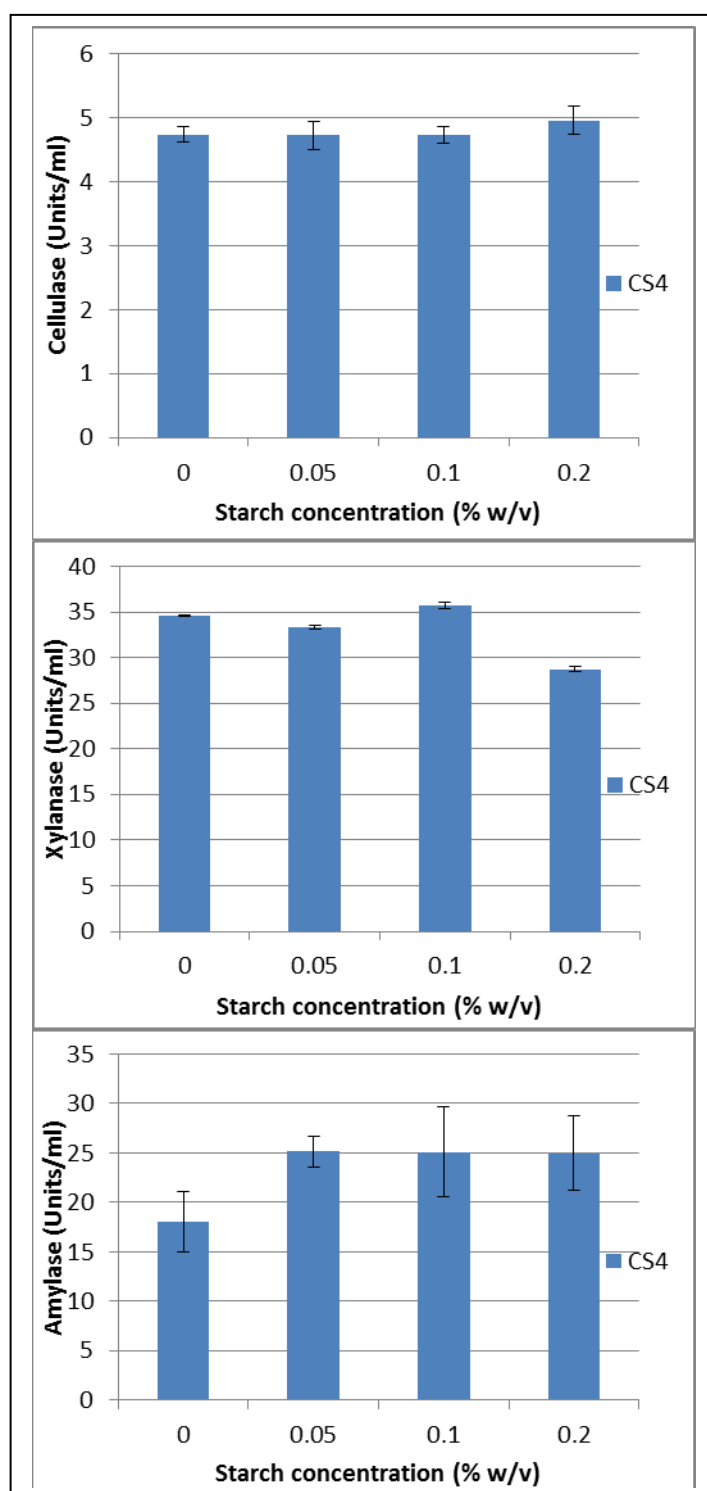 Cellulase (Units/ml)
6
5
4
3
2
1
0
CS4
0 0.05 0.1 0.2
Starch concentration (% w/v)
Xylanase (Units/ml)
40
35
30
25
20
15
10
5
0
CS4
0 0.05 0.1 0.2
Starch concentration (% w/v)
Amylase (Units/ml)
35
30
25
20
15
10
5
0
CS4
0 0.05 0.1 0.2
Starch concentration (% w/v)